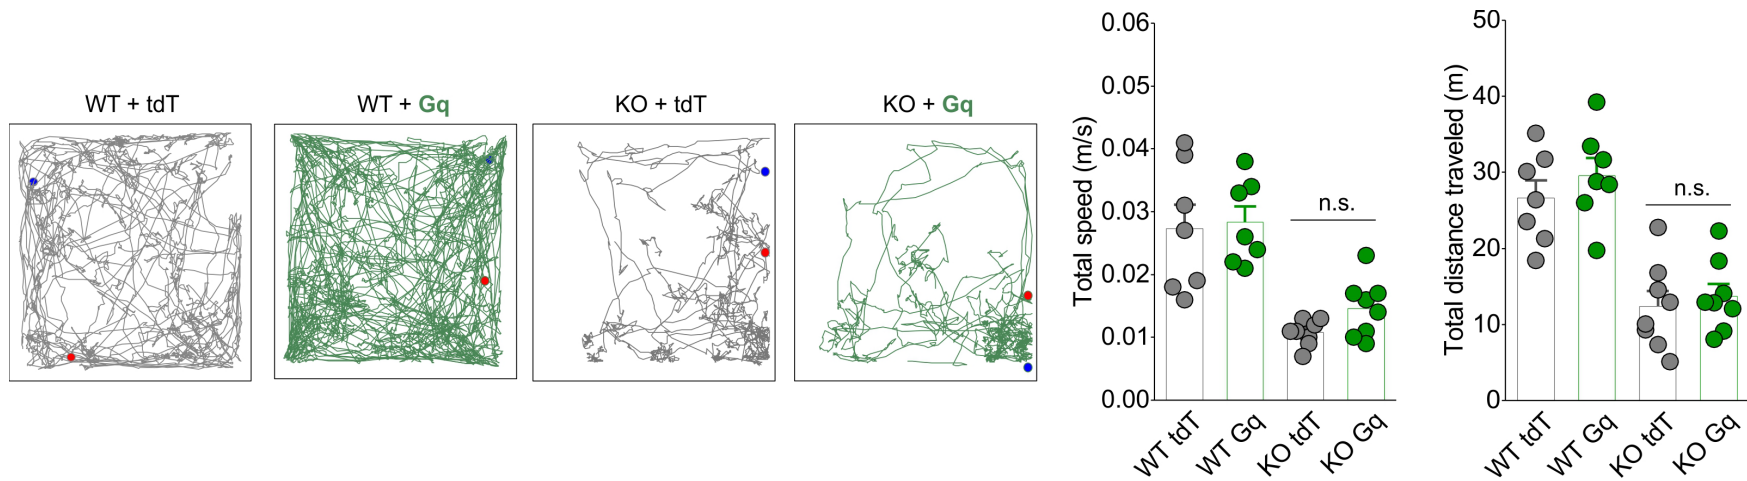 WT + tdT
WT + Gq
KO + tdT
KO + Gq
Total speed (m/s)
0.06
0.05
0.04
0.03
0.02
0.01
0.00
n.s.
WT tdT
WT Gq
KO tdT
KO Gq
Total distance traveled (m)
50
40
30
20
10
0
n.s.
WT tdT
WT Gq
KO tdT
KO Gq